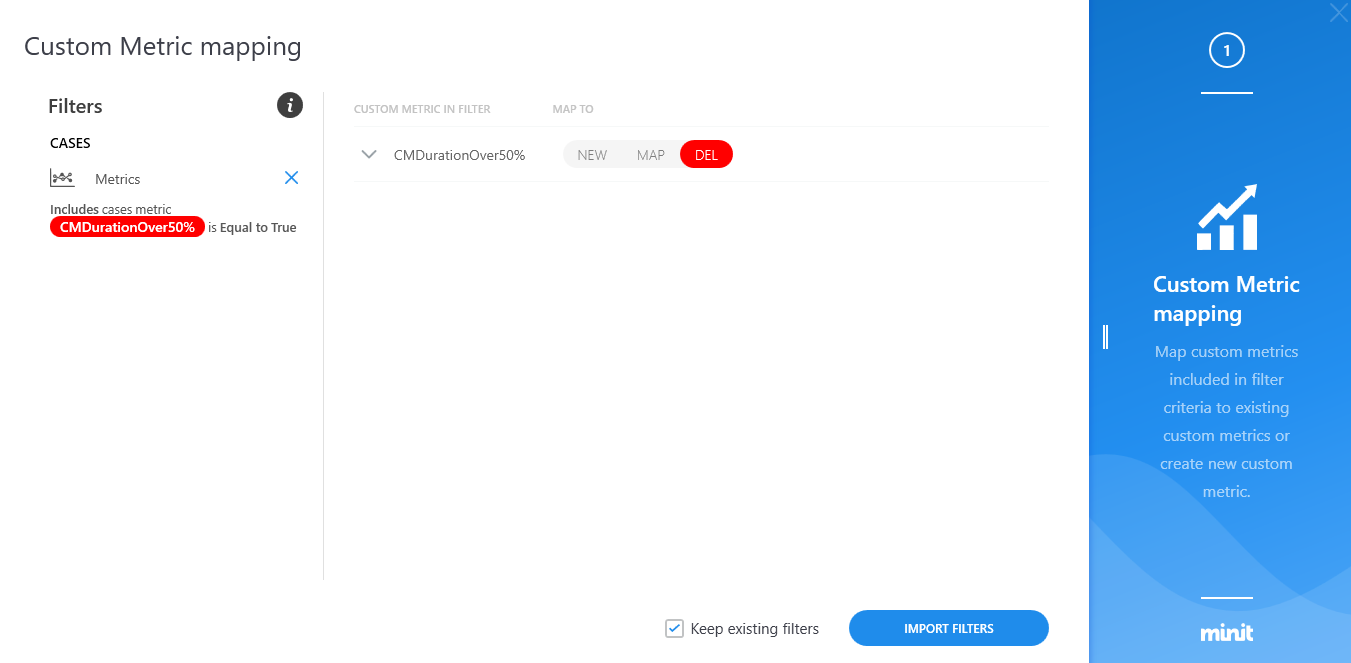 Custom Metric mapping
Filters
i
CASES
Metrics
Includes cases metric
CMDurationOver50% is Equal to True
CUSTOM METRIC IN FILTER MAP TO
CMDurationOver50% NEW MAP DEL
Keep existing filters IMPORT FILTERS
1
Custom Metric
mapping
Map custom metrics
included in filter
criteria to existing
custom metrics or
create new custom
metric.
minit